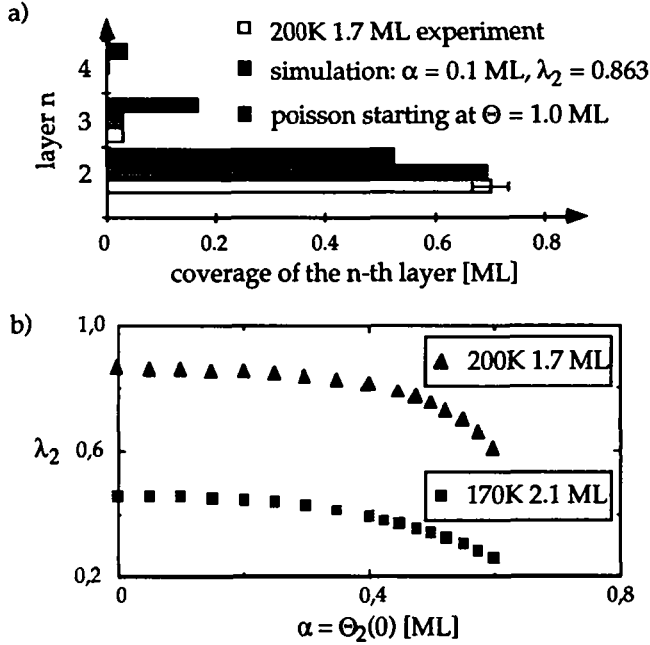 a)
200K 1.7 ML experiment
simulation: α = 0.1 ML, λ₂ = 0.863
poisson starting at Θ = 1.0 ML
layer n
4
3
2
0 0.2 0.4 0.6 0.8
coverage of the n-th layer [ML]
b)
1,0
0,6
0,2
λ₂
200K 1.7 ML
170K 2.1 ML
0 0,4 0,8
α = Θ₂(0) [ML]